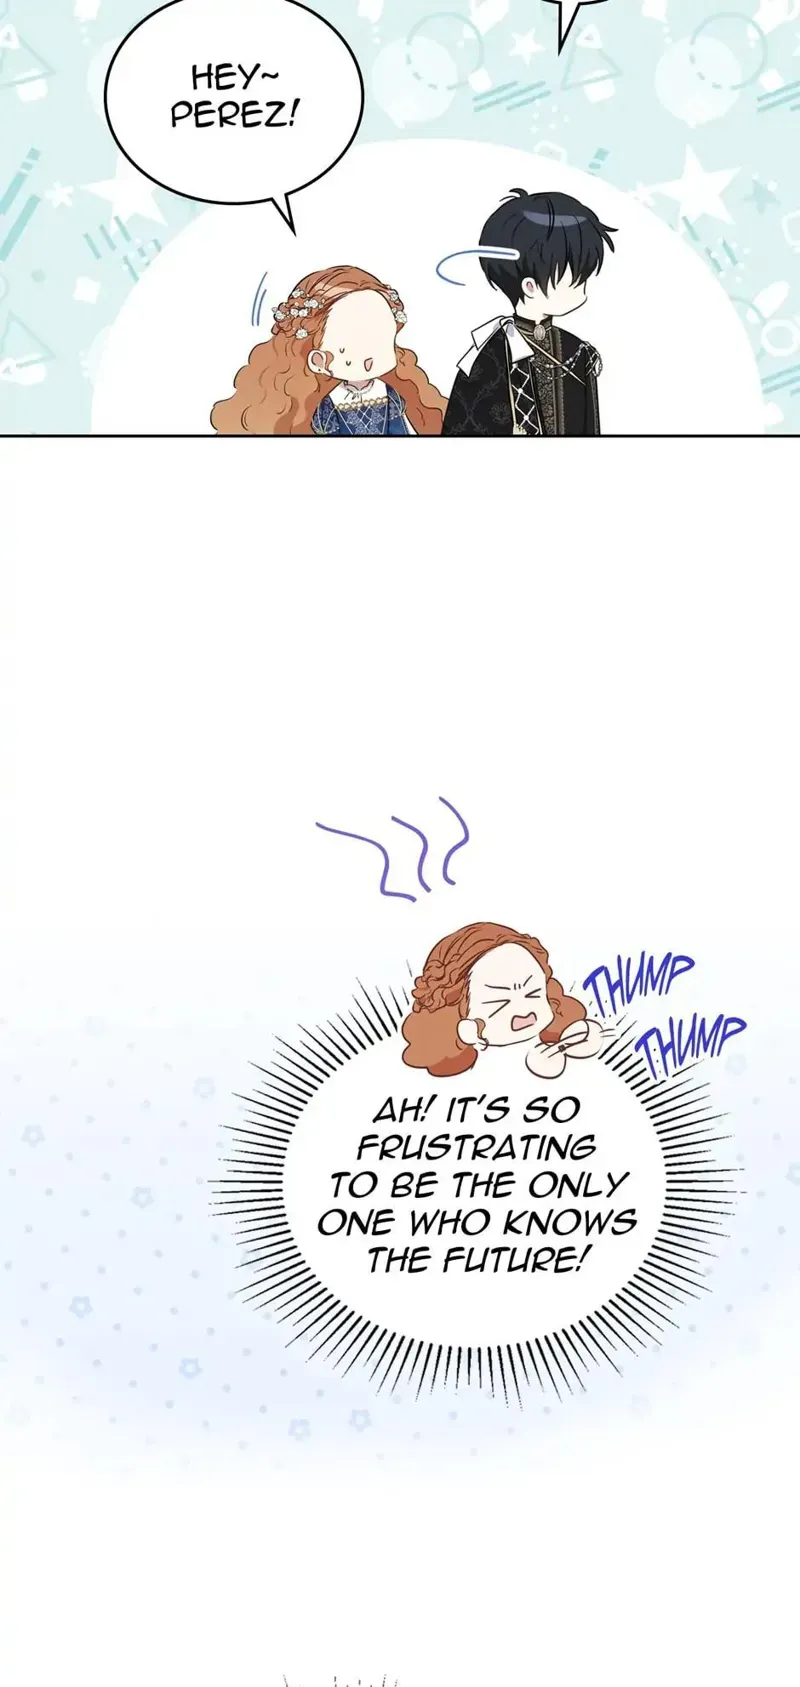 HEY~
PEREZ!
THUMP
THUMP
AH! IT'S SO
FRUSTRATING
TO BE THE ONLY
ONE WHO KNOWS
THE FUTURE!